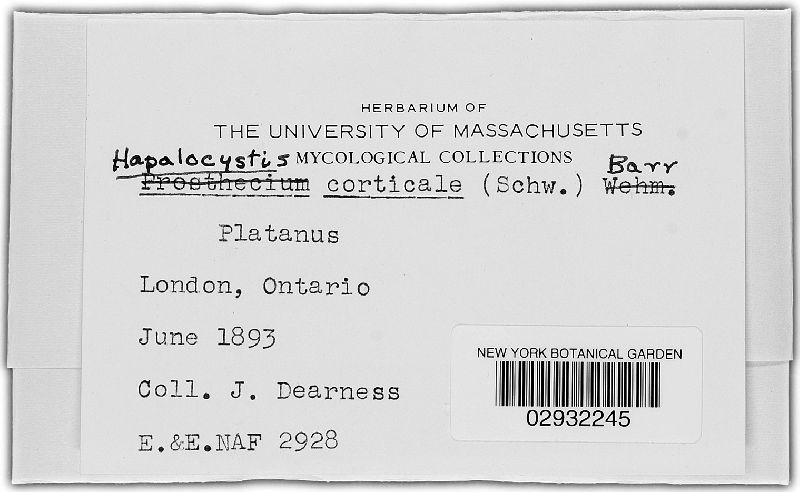 HERBARIUM OF
THE UNIVERSITY OF MASSACHUSETTS
MYCOLOGICAL COLLECTIONS
Hapalocystis Barr
Prosthecium corticale (Schw.) Wehm.
Platanus
London, Ontario
June 1893
Coll. J. Dearness
E.&E.NAF 2928
NEW YORK BOTANICAL GARDEN
02932245